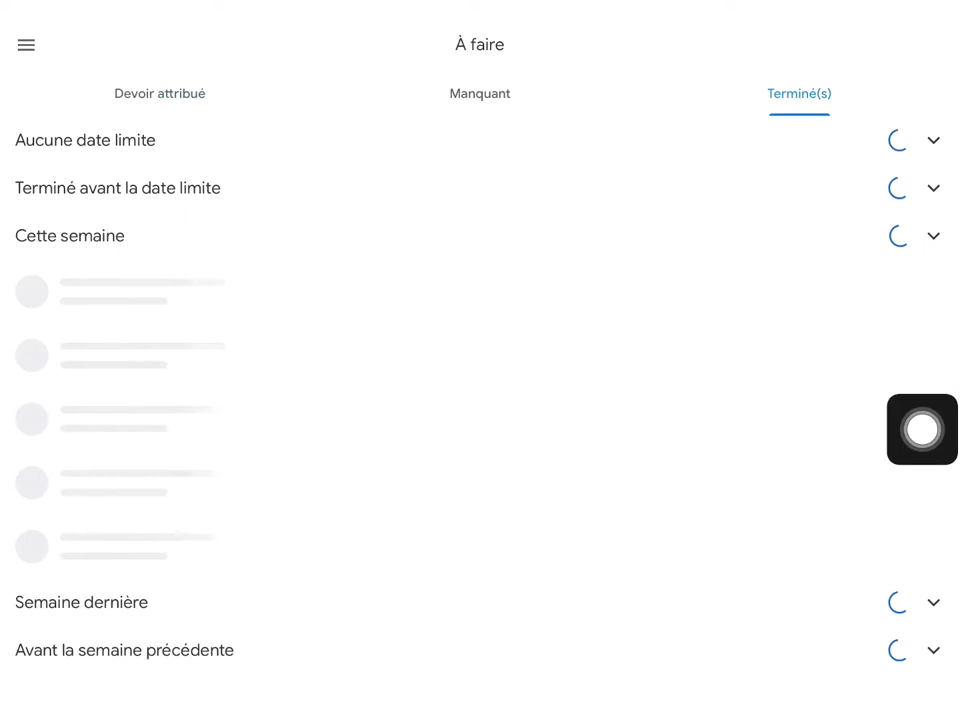 À faire
Devoir attribué
Manquant
Terminé(s)
Aucune date limite
Terminé avant la date limite
Cette semaine
Semaine dernière
Avant la semaine précédente